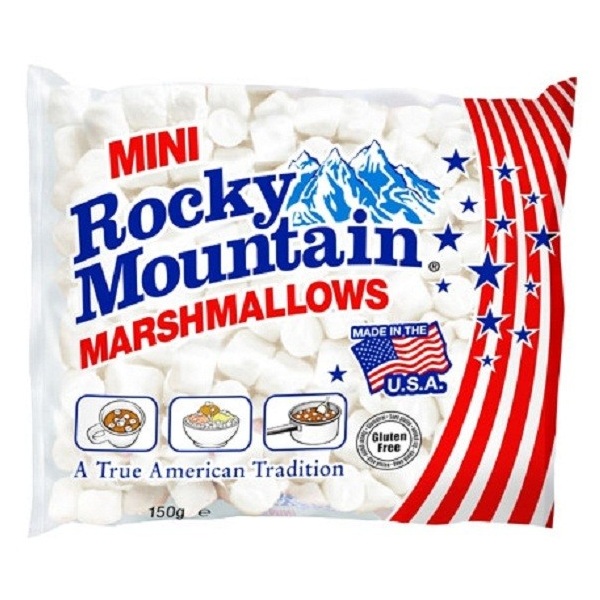 MINI
Rocky
Mountain®
MARSHMALLOWS
MADE IN THE
U.S.A.
Gluten
Free
A True American Tradition
150g e